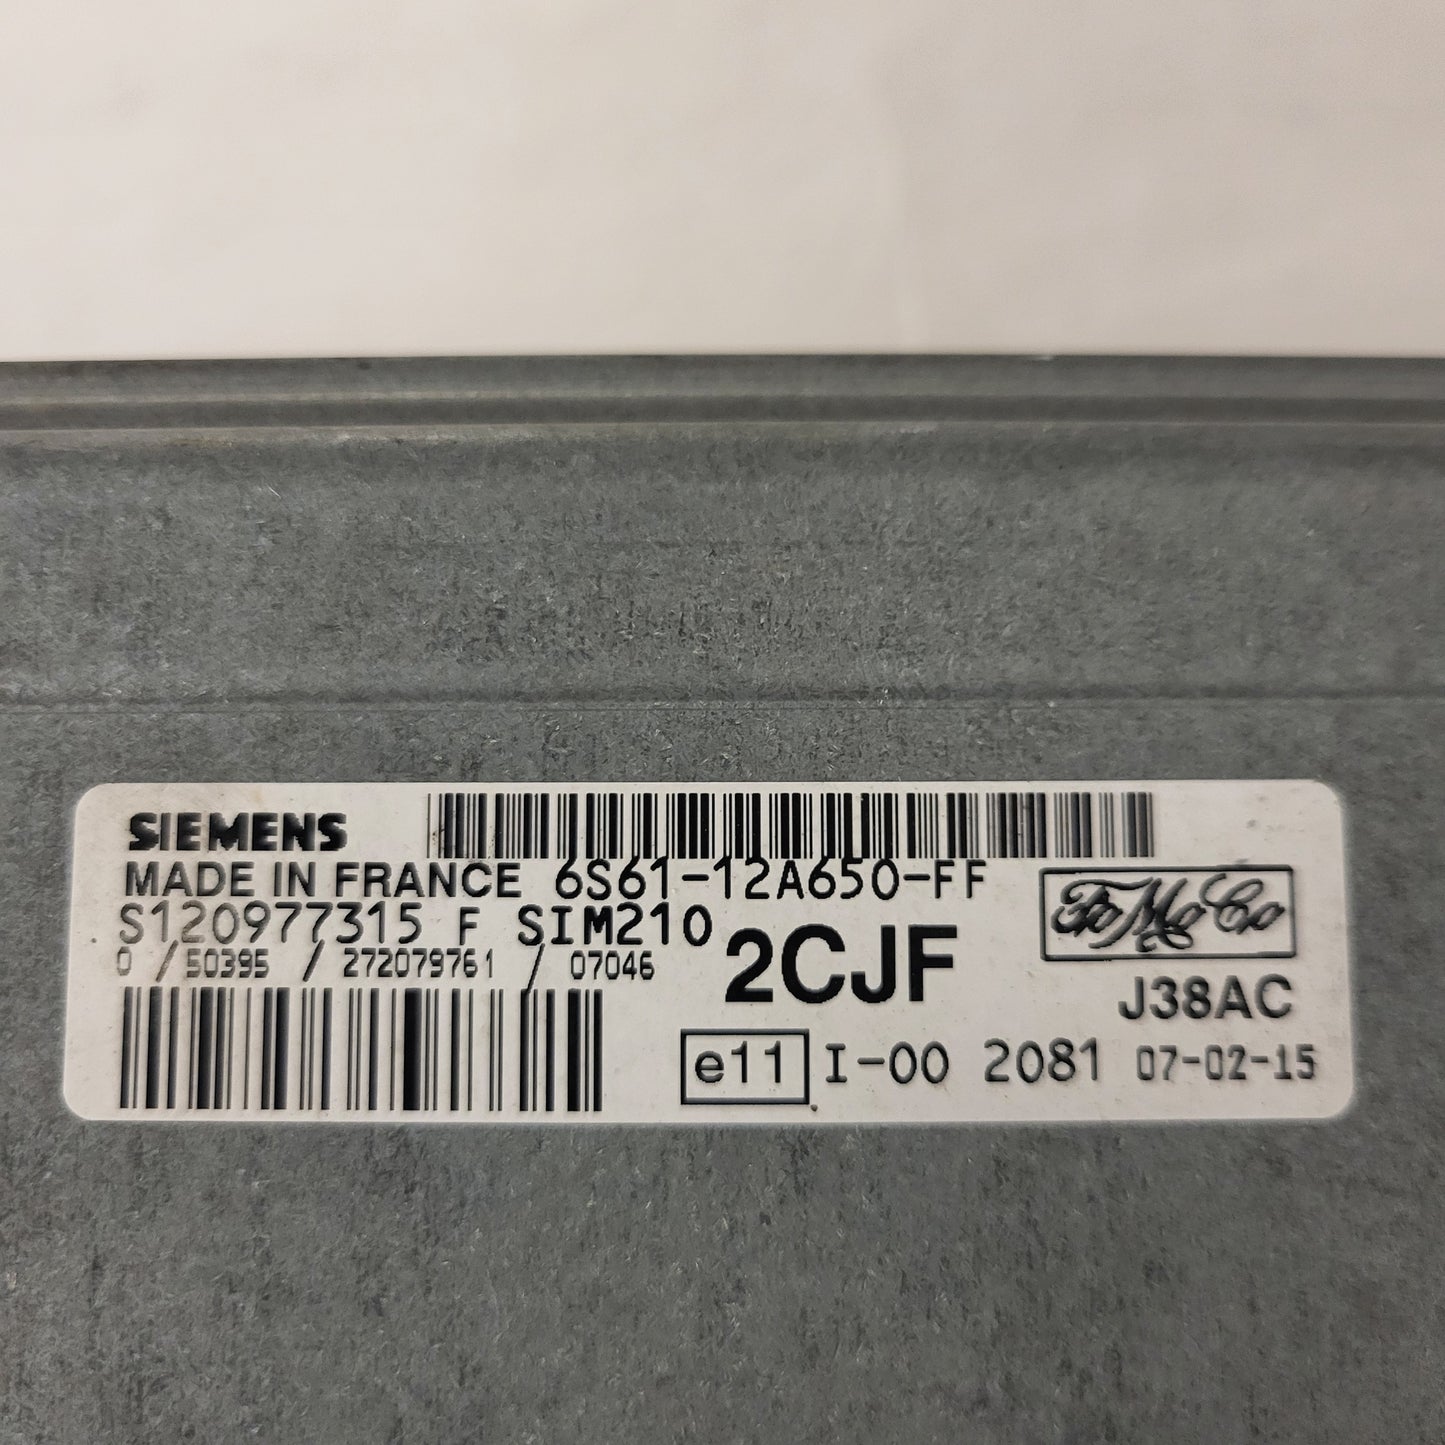 SIEMENS
MADE IN FRANCE 6S61-12A650-FF
S120977315 F SIM210
0 / 50395 / 272079761 / 07046
2CJF
FoMoCo
J38AC
e11 I-00 2081 07-02-15